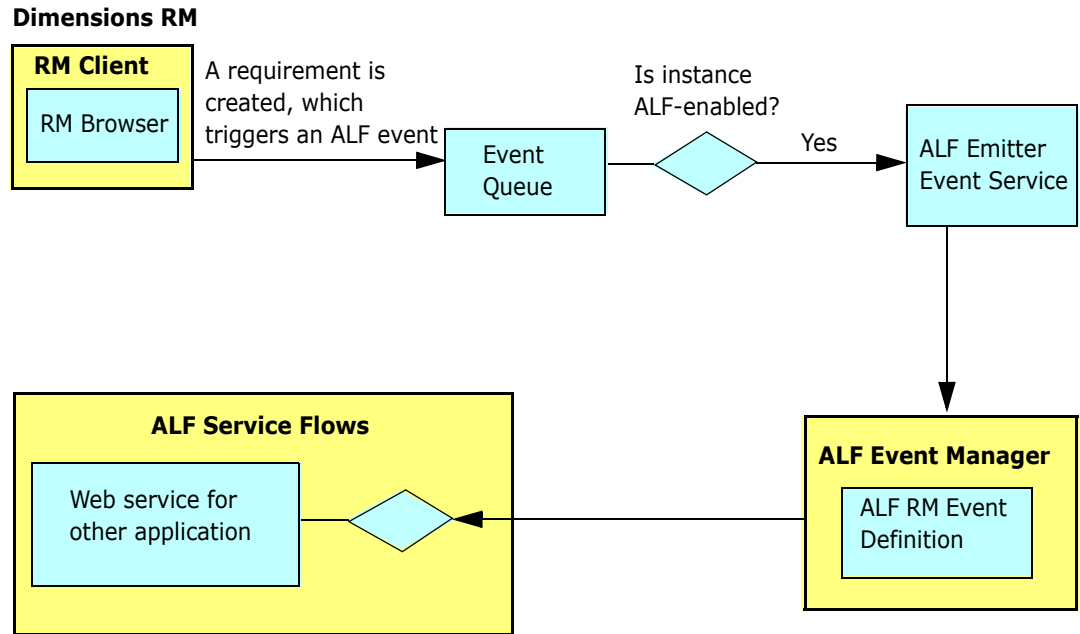 Dimensions RM
RM Client
RM Browser
A requirement is
created, which
triggers an ALF event
Event
Queue
Is instance
ALF-enabled?
Yes
ALF Emitter
Event Service
ALF Service Flows
Web service for
other application
ALF Event Manager
ALF RM Event
Definition